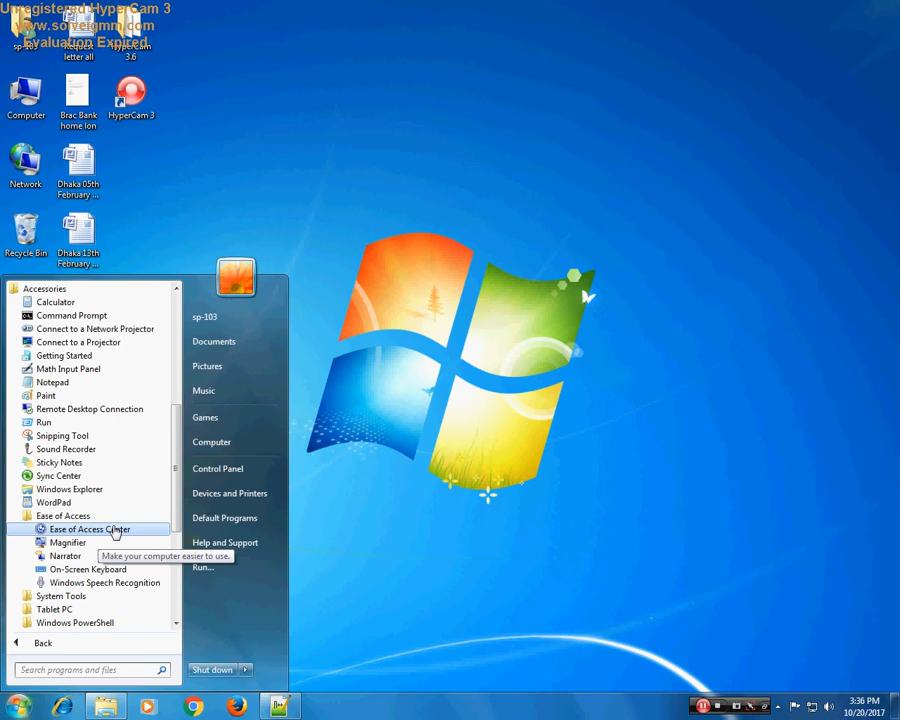 Unregistered HyperCam 3
www.solveigmm.com
Evaluation Expired
sp-103
Request
letter all
HyperCam
3.6
Computer
Brac Bank
home lon
HyperCam 3
Network
Dhaka 05th
February ...
Recycle Bin
Dhaka 13th
February ...
Accessories
Calculator
Command Prompt
Connect to a Network Projector
Connect to a Projector
Getting Started
Math Input Panel
Notepad
Paint
Remote Desktop Connection
Run
Snipping Tool
Sound Recorder
Sticky Notes
Sync Center
Windows Explorer
WordPad
Ease of Access
Ease of Access Center
Magnifier
Narrator
Make your computer easier to use.
On-Screen Keyboard
Windows Speech Recognition
System Tools
Tablet PC
Windows PowerShell
Back
Search programs and files
sp-103
Documents
Pictures
Music
Games
Computer
Control Panel
Devices and Printers
Default Programs
Help and Support
Run...
Shut down
3:36 PM
10/20/2017